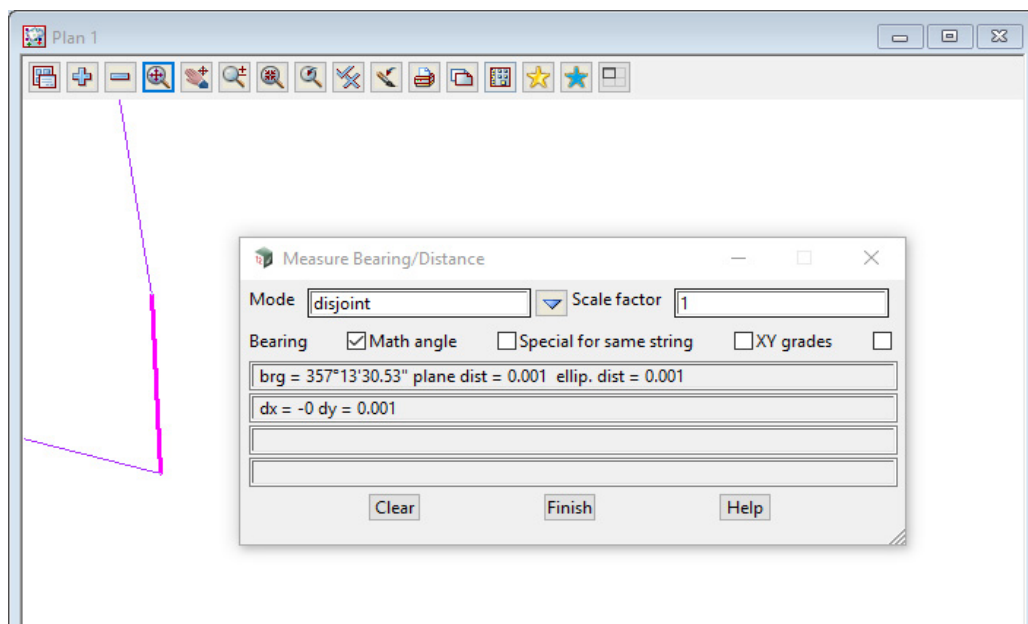 Plan 1
Measure Bearing/Distance
Mode disjoint Scale factor 1
Bearing Math angle Special for same string XY grades
brg = 357°13'30.53" plane dist = 0.001 ellip. dist = 0.001
dx = -0 dy = 0.001
Clear Finish Help